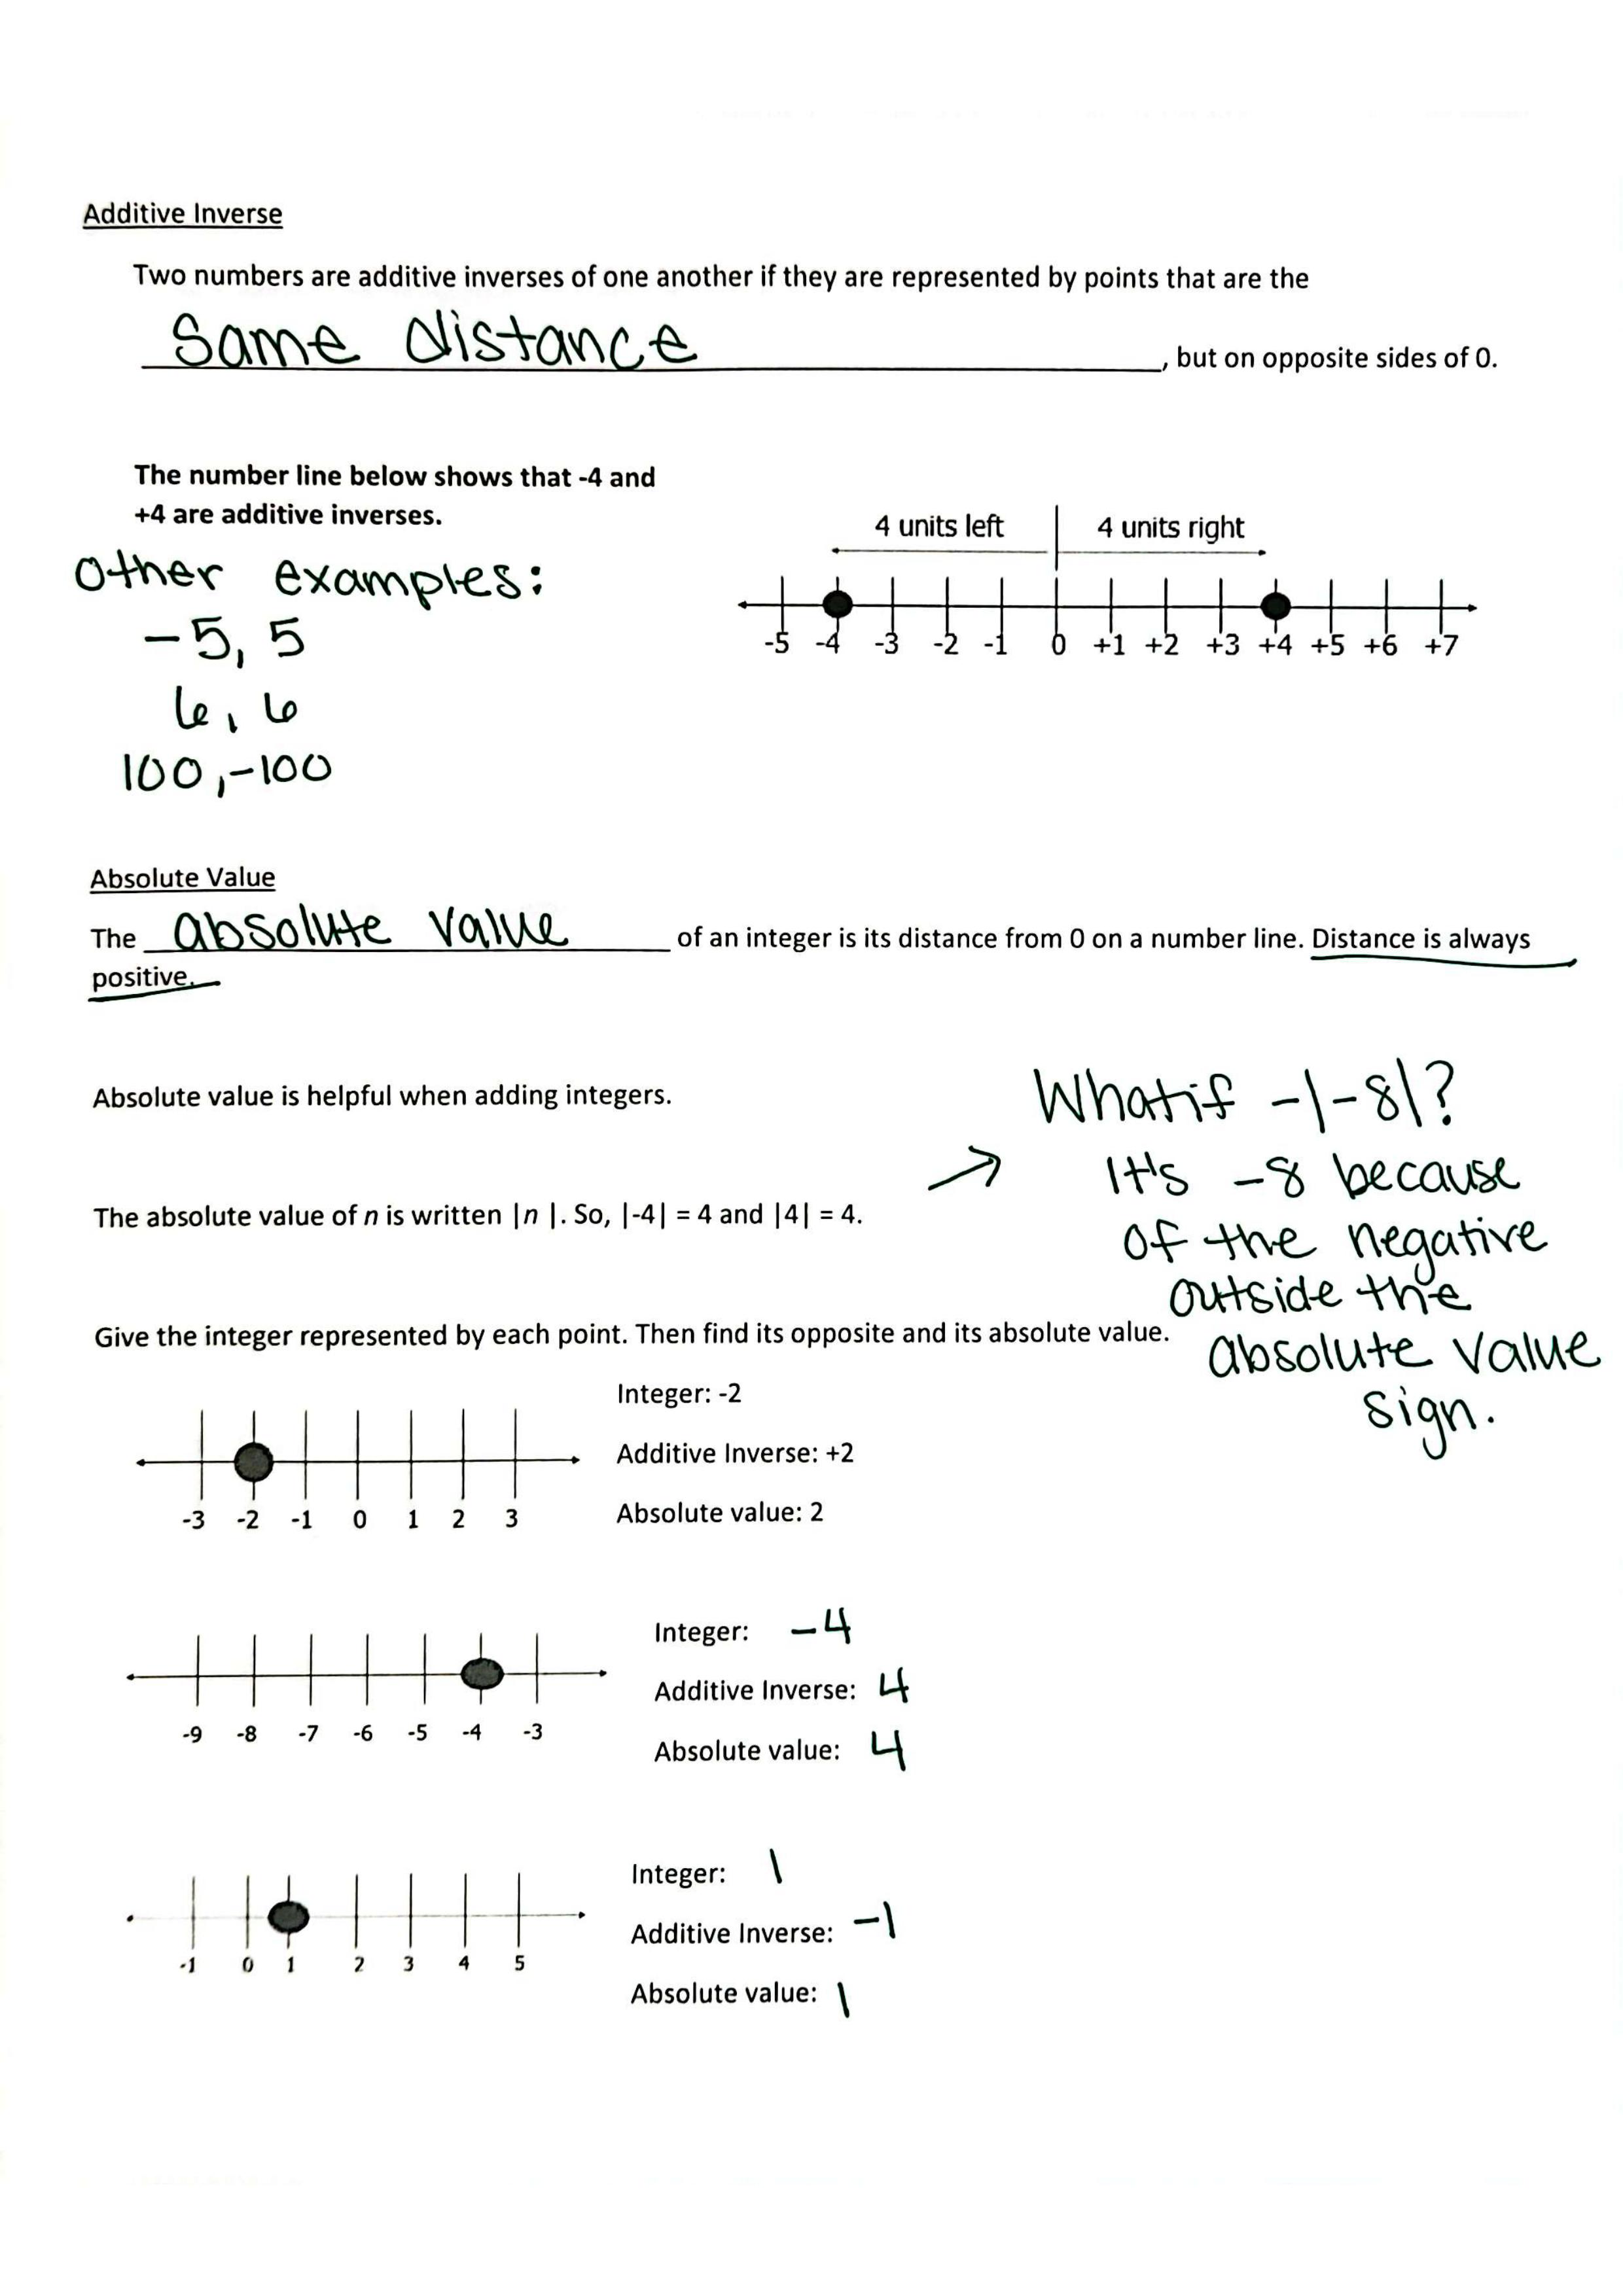 Additive Inverse
Two numbers are additive inverses of one another if they are represented by points that are the
Same distance, but on opposite sides of 0.
The number line below shows that -4 and
+4 are additive inverses.
4 units left 4 units right
-5 -4 -3 -2 -1 0 +1 +2 +3 +4 +5 +6 +7
Other examples:
-5, 5
6, 6
100, -100
Absolute Value
The absolute value of an integer is its distance from 0 on a number line. Distance is always
positive.
Absolute value is helpful when adding integers.
The absolute value of n is written |n |. So, |-4| = 4 and |4| = 4.
What if -|-8|?
→ It's -8 because
of the negative
outside the
absolute value
sign.
Give the integer represented by each point. Then find its opposite and its absolute value.
Integer: -2
Additive Inverse: +2
Absolute value: 2
-3 -2 -1 0 1 2 3
Integer: -4
Additive Inverse: 4
Absolute value: 4
-9 -8 -7 -6 -5 -4 -3
Integer: 1
Additive Inverse: -1
Absolute value: 1
-1 0 1 2 3 4 5